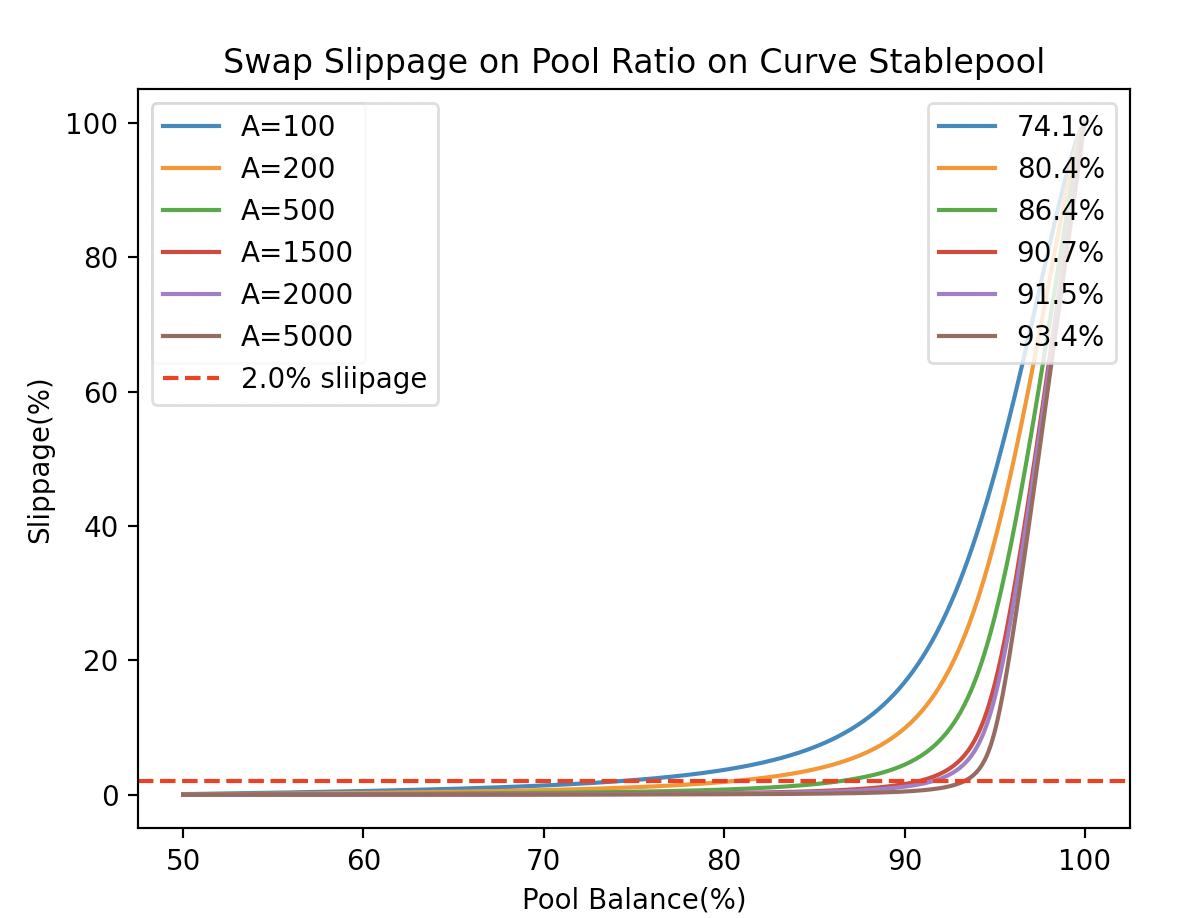 Swap Slippage on Pool Ratio on Curve Stablepool
A=100
A=200
A=500
A=1500
A=2000
A=5000
2.0% sliipage
74.1%
80.4%
86.4%
90.7%
91.5%
93.4%
100
80
60
40
20
0
Slippage(%)
50 60 70 80 90 100
Pool Balance(%)